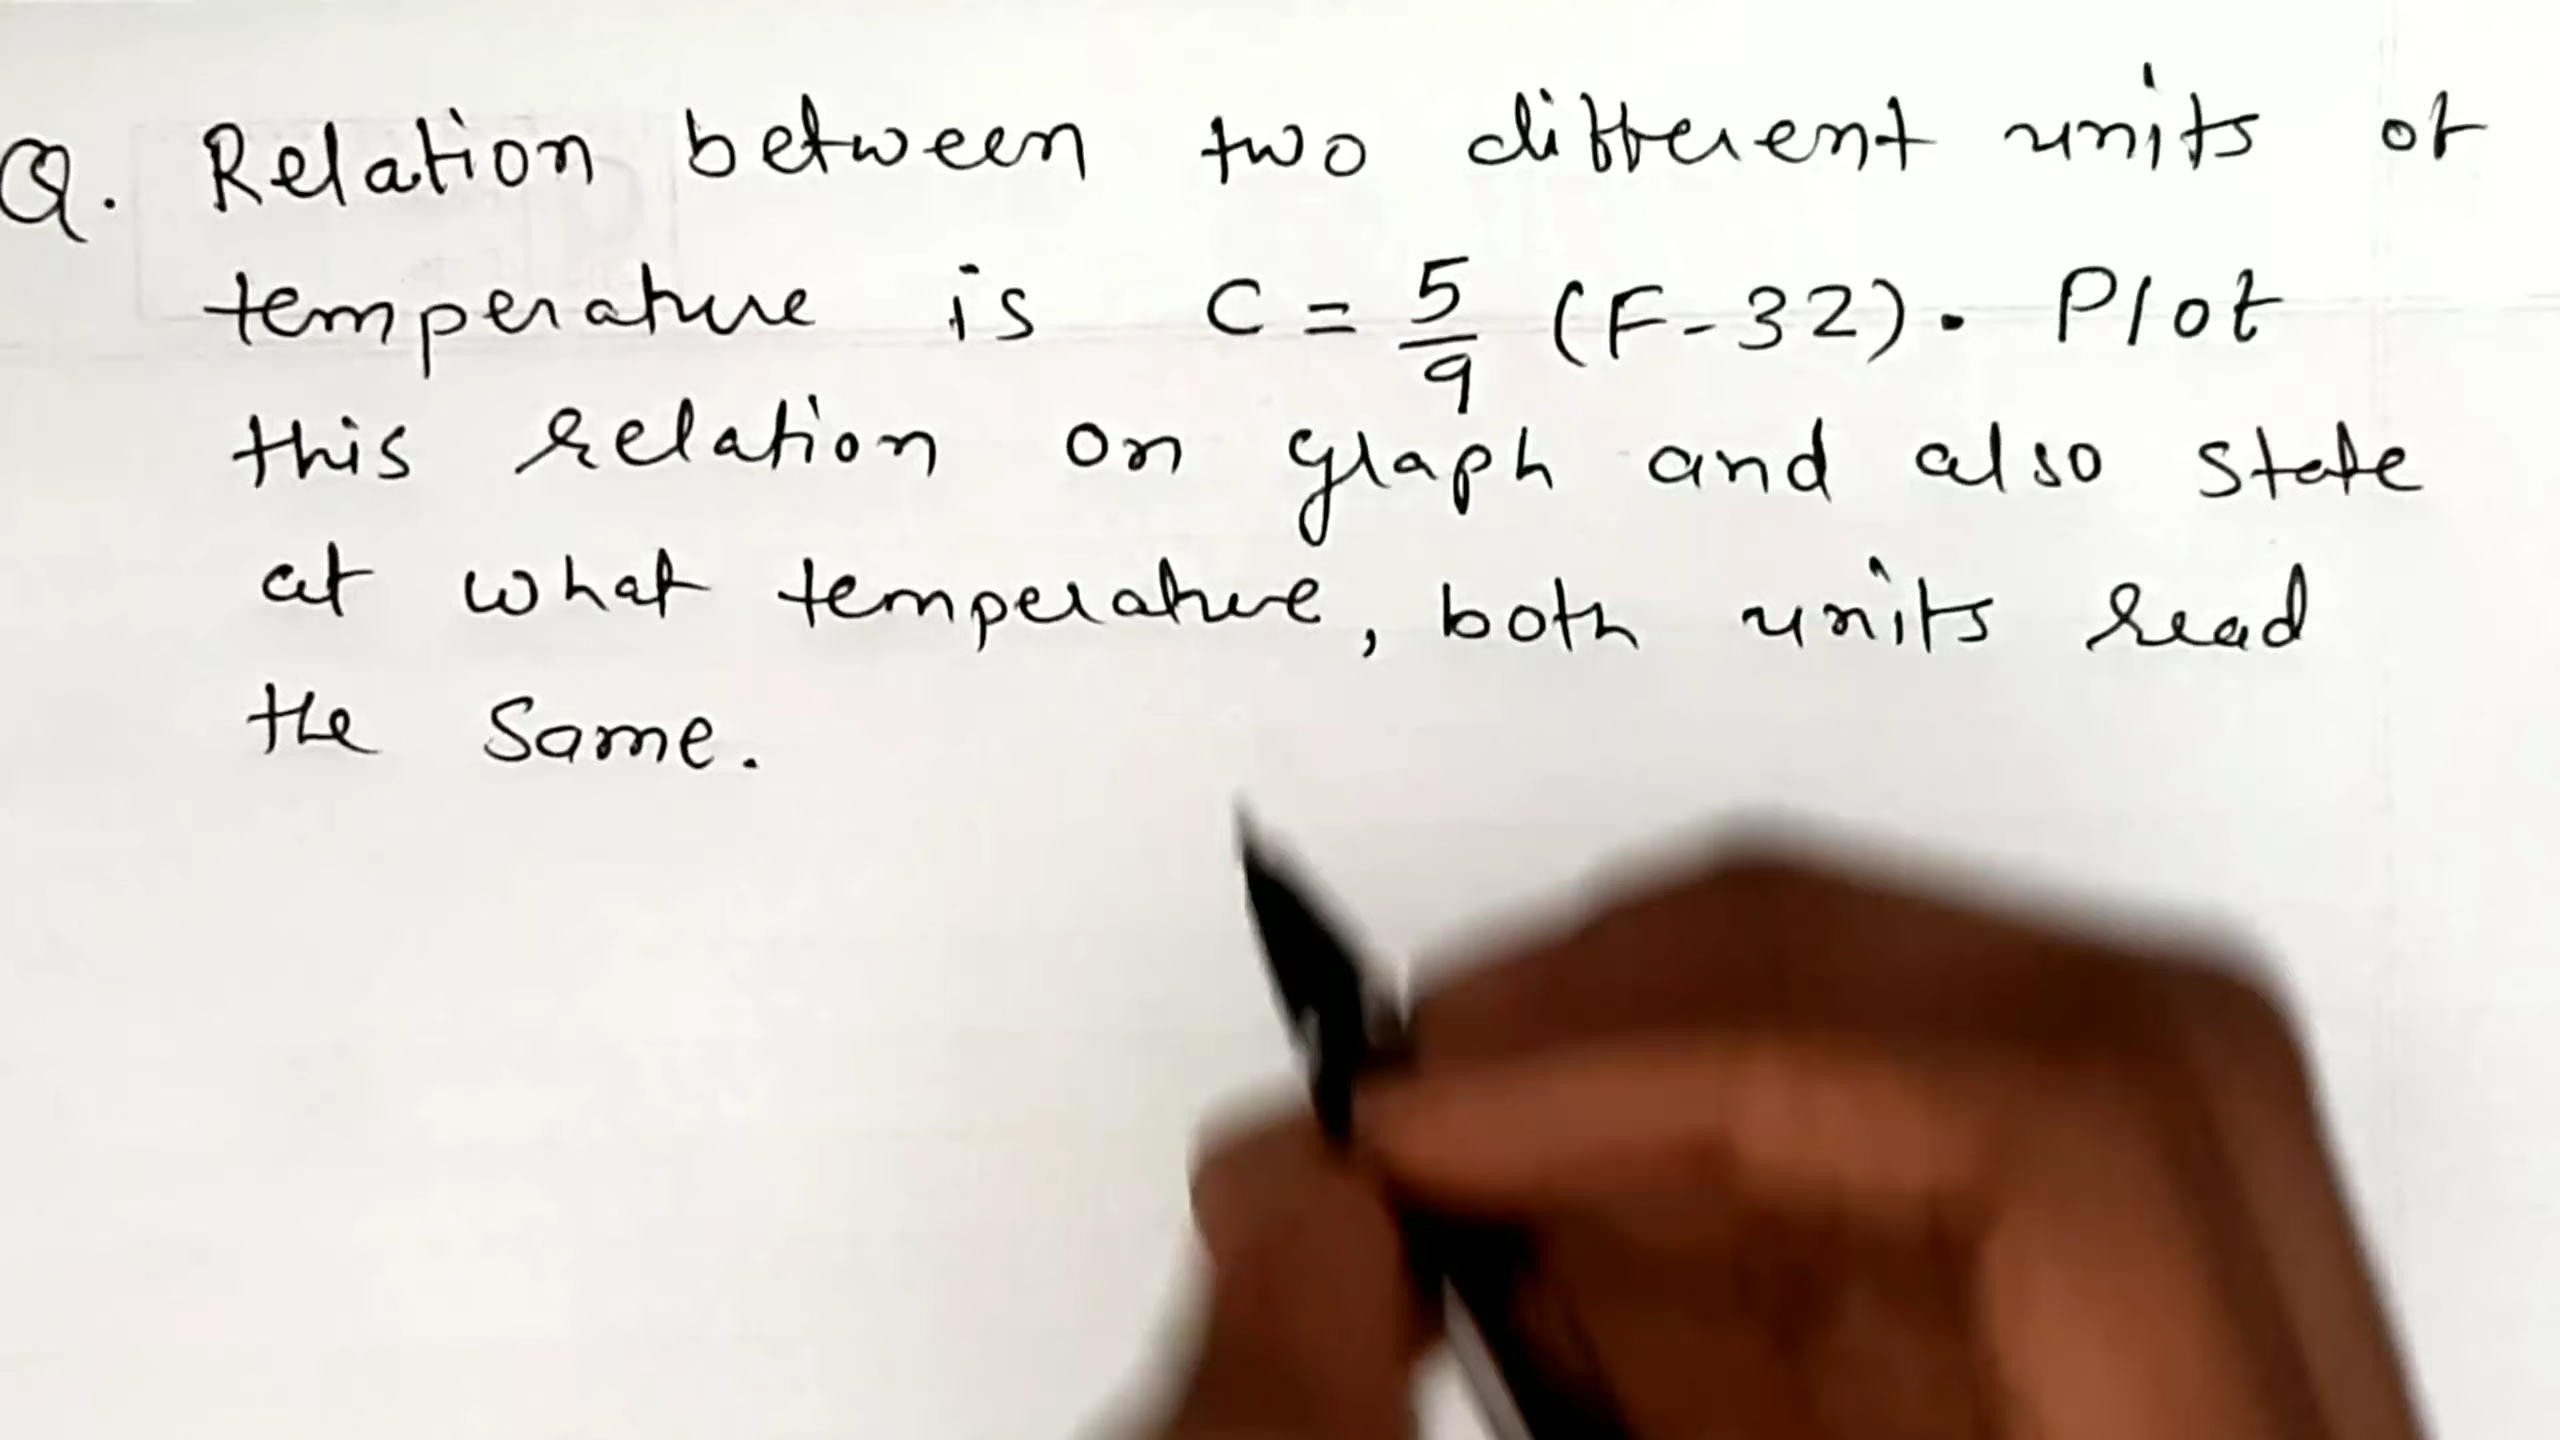 Q. Relation between two different units of
temperature is C = 5/9 (F-32). Plot
this relation on graph and also state
at what temperature, both units read
the same.